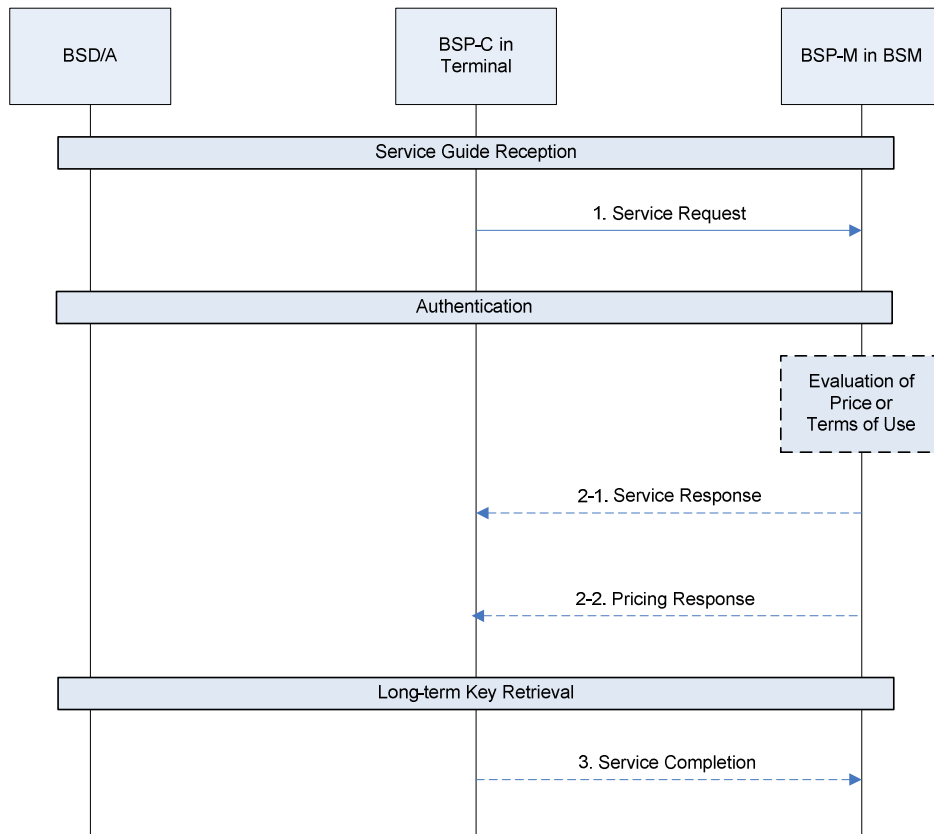 BSD/A
BSP-C in
Terminal
BSP-M in BSM
Service Guide Reception
1. Service Request
Authentication
Evaluation of
Price or
Terms of Use
2-1. Service Response
2-2. Pricing Response
Long-term Key Retrieval
3. Service Completion